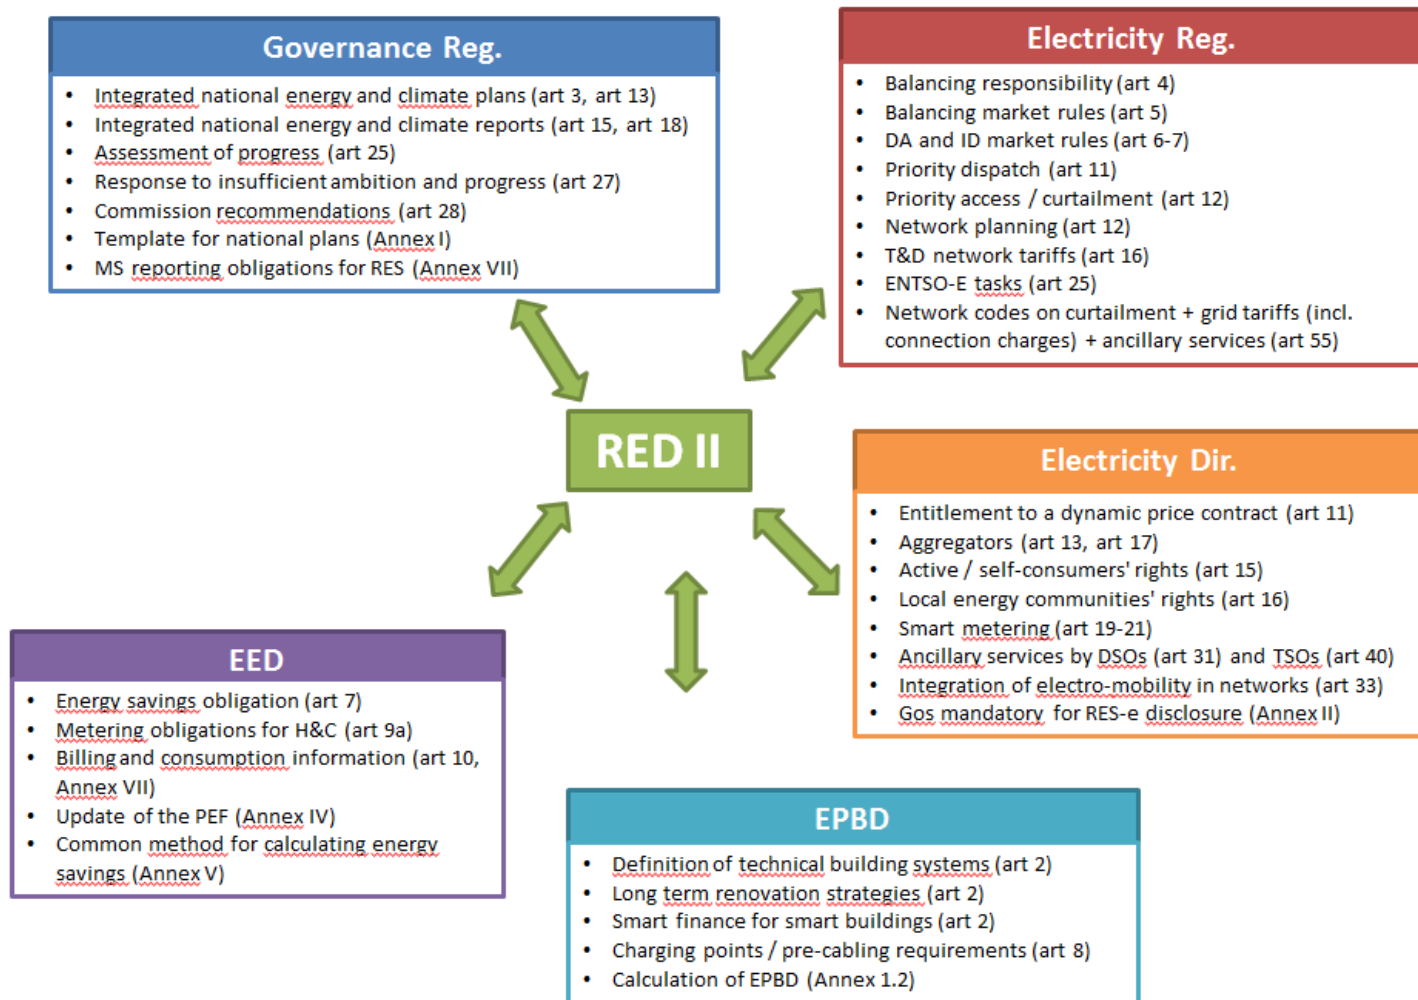 Governance Reg.
• Integrated national energy and climate plans (art 3, art 13)
• Integrated national energy and climate reports (art 15, art 18)
• Assessment of progress (art 25)
• Response to insufficient ambition and progress (art 27)
• Commission recommendations (art 28)
• Template for national plans (Annex I)
• MS reporting obligations for RES (Annex VII)
Electricity Reg.
• Balancing responsibility (art 4)
• Balancing market rules (art 5)
• DA and ID market rules (art 6-7)
• Priority dispatch (art 11)
• Priority access / curtailment (art 12)
• Network planning (art 12)
• T&D network tariffs (art 16)
• ENTSO-E tasks (art 25)
• Network codes on curtailment + grid tariffs (incl.
connection charges) + ancillary services (art 55)
RED II
Electricity Dir.
• Entitlement to a dynamic price contract (art 11)
• Aggregators (art 13, art 17)
• Active / self-consumers' rights (art 15)
• Local energy communities' rights (art 16)
• Smart metering (art 19-21)
• Ancillary services by DSOs (art 31) and TSOs (art 40)
• Integration of electro-mobility in networks (art 33)
• Gos mandatory for RES-e disclosure (Annex II)
EED
• Energy savings obligation (art 7)
• Metering obligations for H&C (art 9a)
• Billing and consumption information (art 10,
Annex VII)
• Update of the PEF (Annex IV)
• Common method for calculating energy
savings (Annex V)
EPBD
• Definition of technical building systems (art 2)
• Long term renovation strategies (art 2)
• Smart finance for smart buildings (art 2)
• Charging points / pre-cabling requirements (art 8)
• Calculation of EPBD (Annex 1.2)